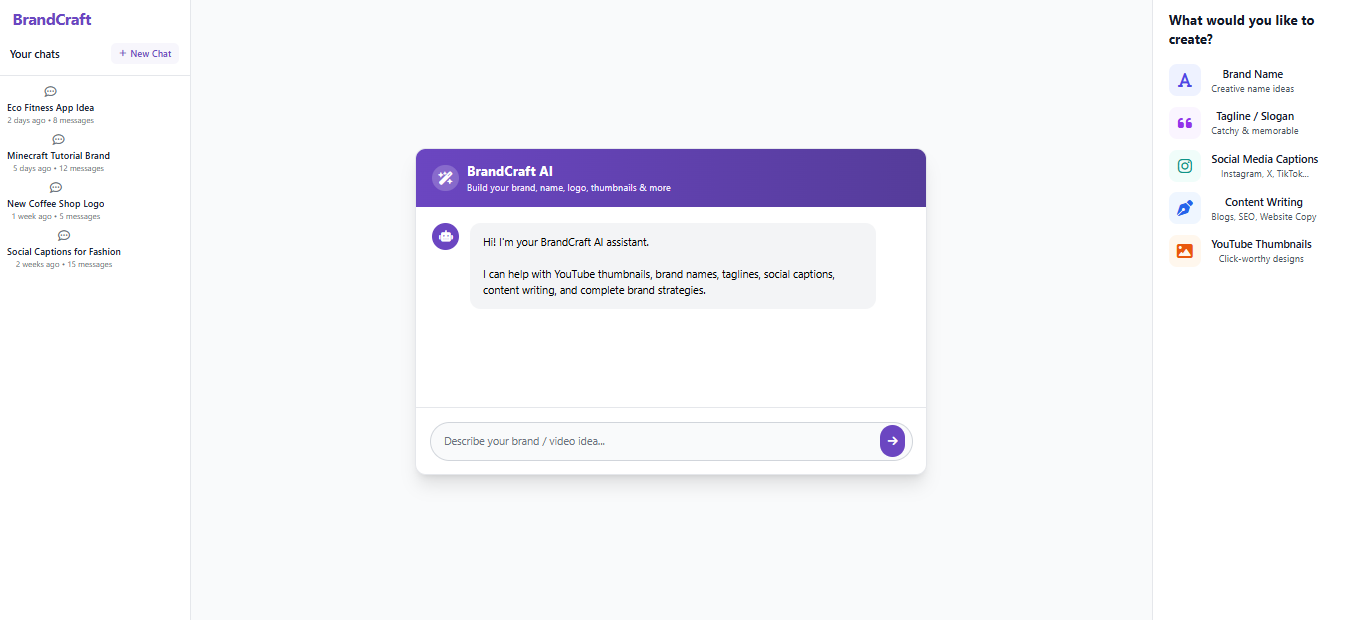 BrandCraft
Your chats
+ New Chat
Eco Fitness App Idea
2 days ago • 8 messages
Minecraft Tutorial Brand
5 days ago • 12 messages
New Coffee Shop Logo
1 week ago • 5 messages
Social Captions for Fashion
2 weeks ago • 15 messages
BrandCraft AI
Build your brand, name, logo, thumbnails & more
Hi! I'm your BrandCraft AI assistant.
I can help with YouTube thumbnails, brand names, taglines, social captions,
content writing, and complete brand strategies.
Describe your brand / video idea...
What would you like to
create?
Brand Name
Creative name ideas
Tagline / Slogan
Catchy & memorable
Social Media Captions
Instagram, X, TikTok...
Content Writing
Blogs, SEO, Website Copy
YouTube Thumbnails
Click-worthy designs